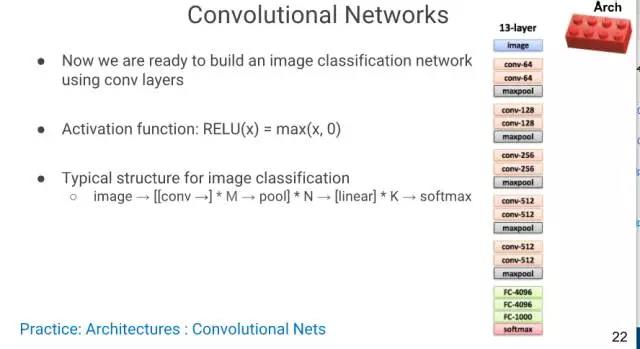 Convolutional Networks
Arch
● Now we are ready to build an image classification network
using conv layers
● Activation function: RELU(x) = max(x, 0)
● Typical structure for image classification
○ image → [[conv →] * M → pool] * N → [linear] * K → softmax
13-layer
image
conv-64
conv-64
maxpool
conv-128
conv-128
maxpool
conv-256
conv-256
maxpool
conv-512
conv-512
maxpool
conv-512
conv-512
maxpool
FC-4096
FC-4096
FC-1000
softmax
Practice: Architectures : Convolutional Nets
22